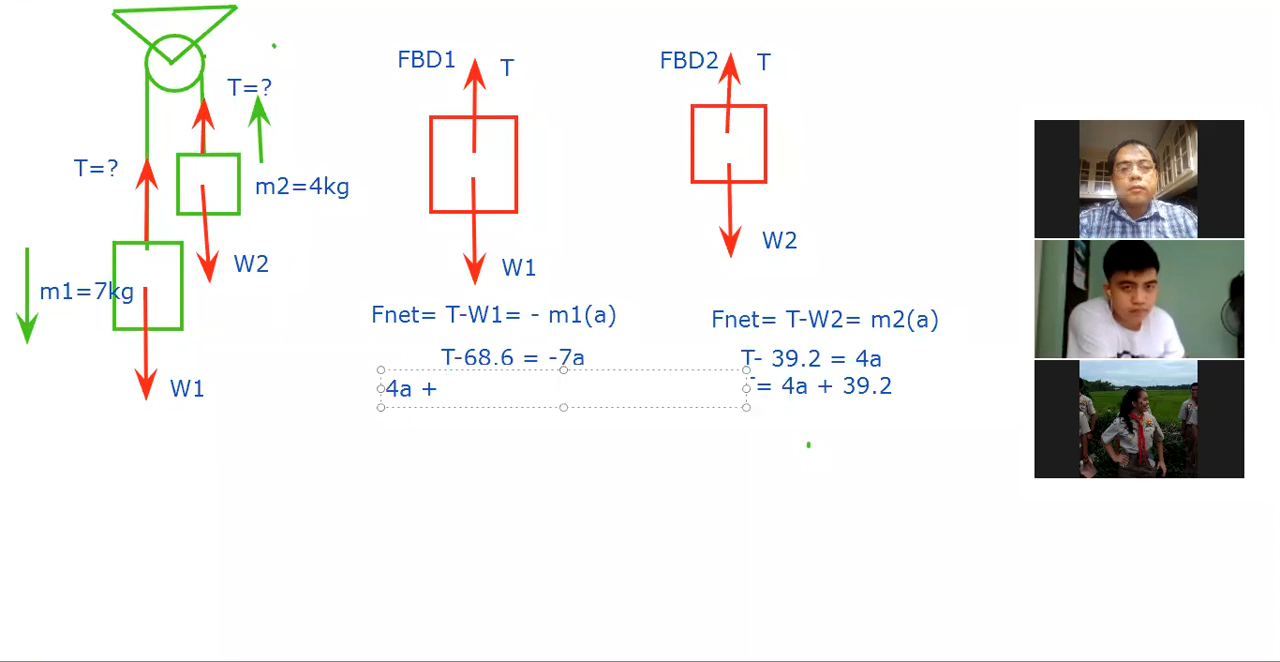 T=?
T=?
m2=4kg
W2
m1=7kg
W1
FBD1
T
W1
Fnet= T-W1= - m1(a)
T-68.6 = -7a
4a +
FBD2
T
W2
Fnet= T-W2= m2(a)
T- 39.2 = 4a
= 4a + 39.2